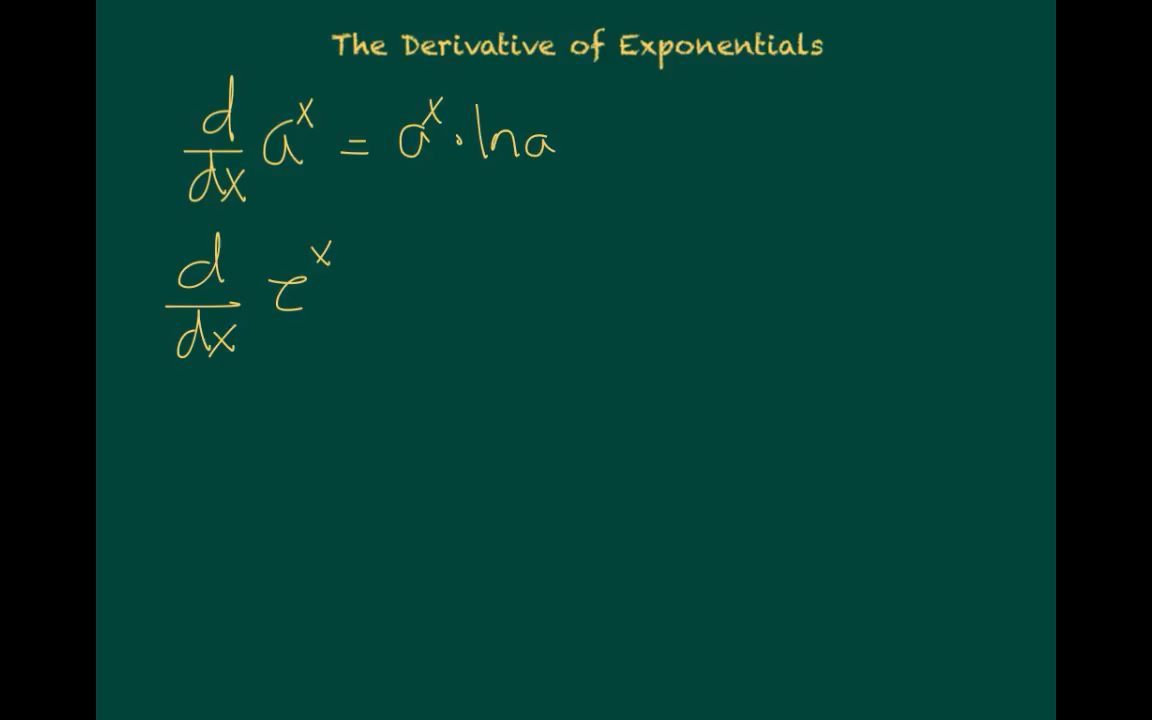 The Derivative of Exponentials
d/dx a^x = a^x · ln a
d/dx e^x